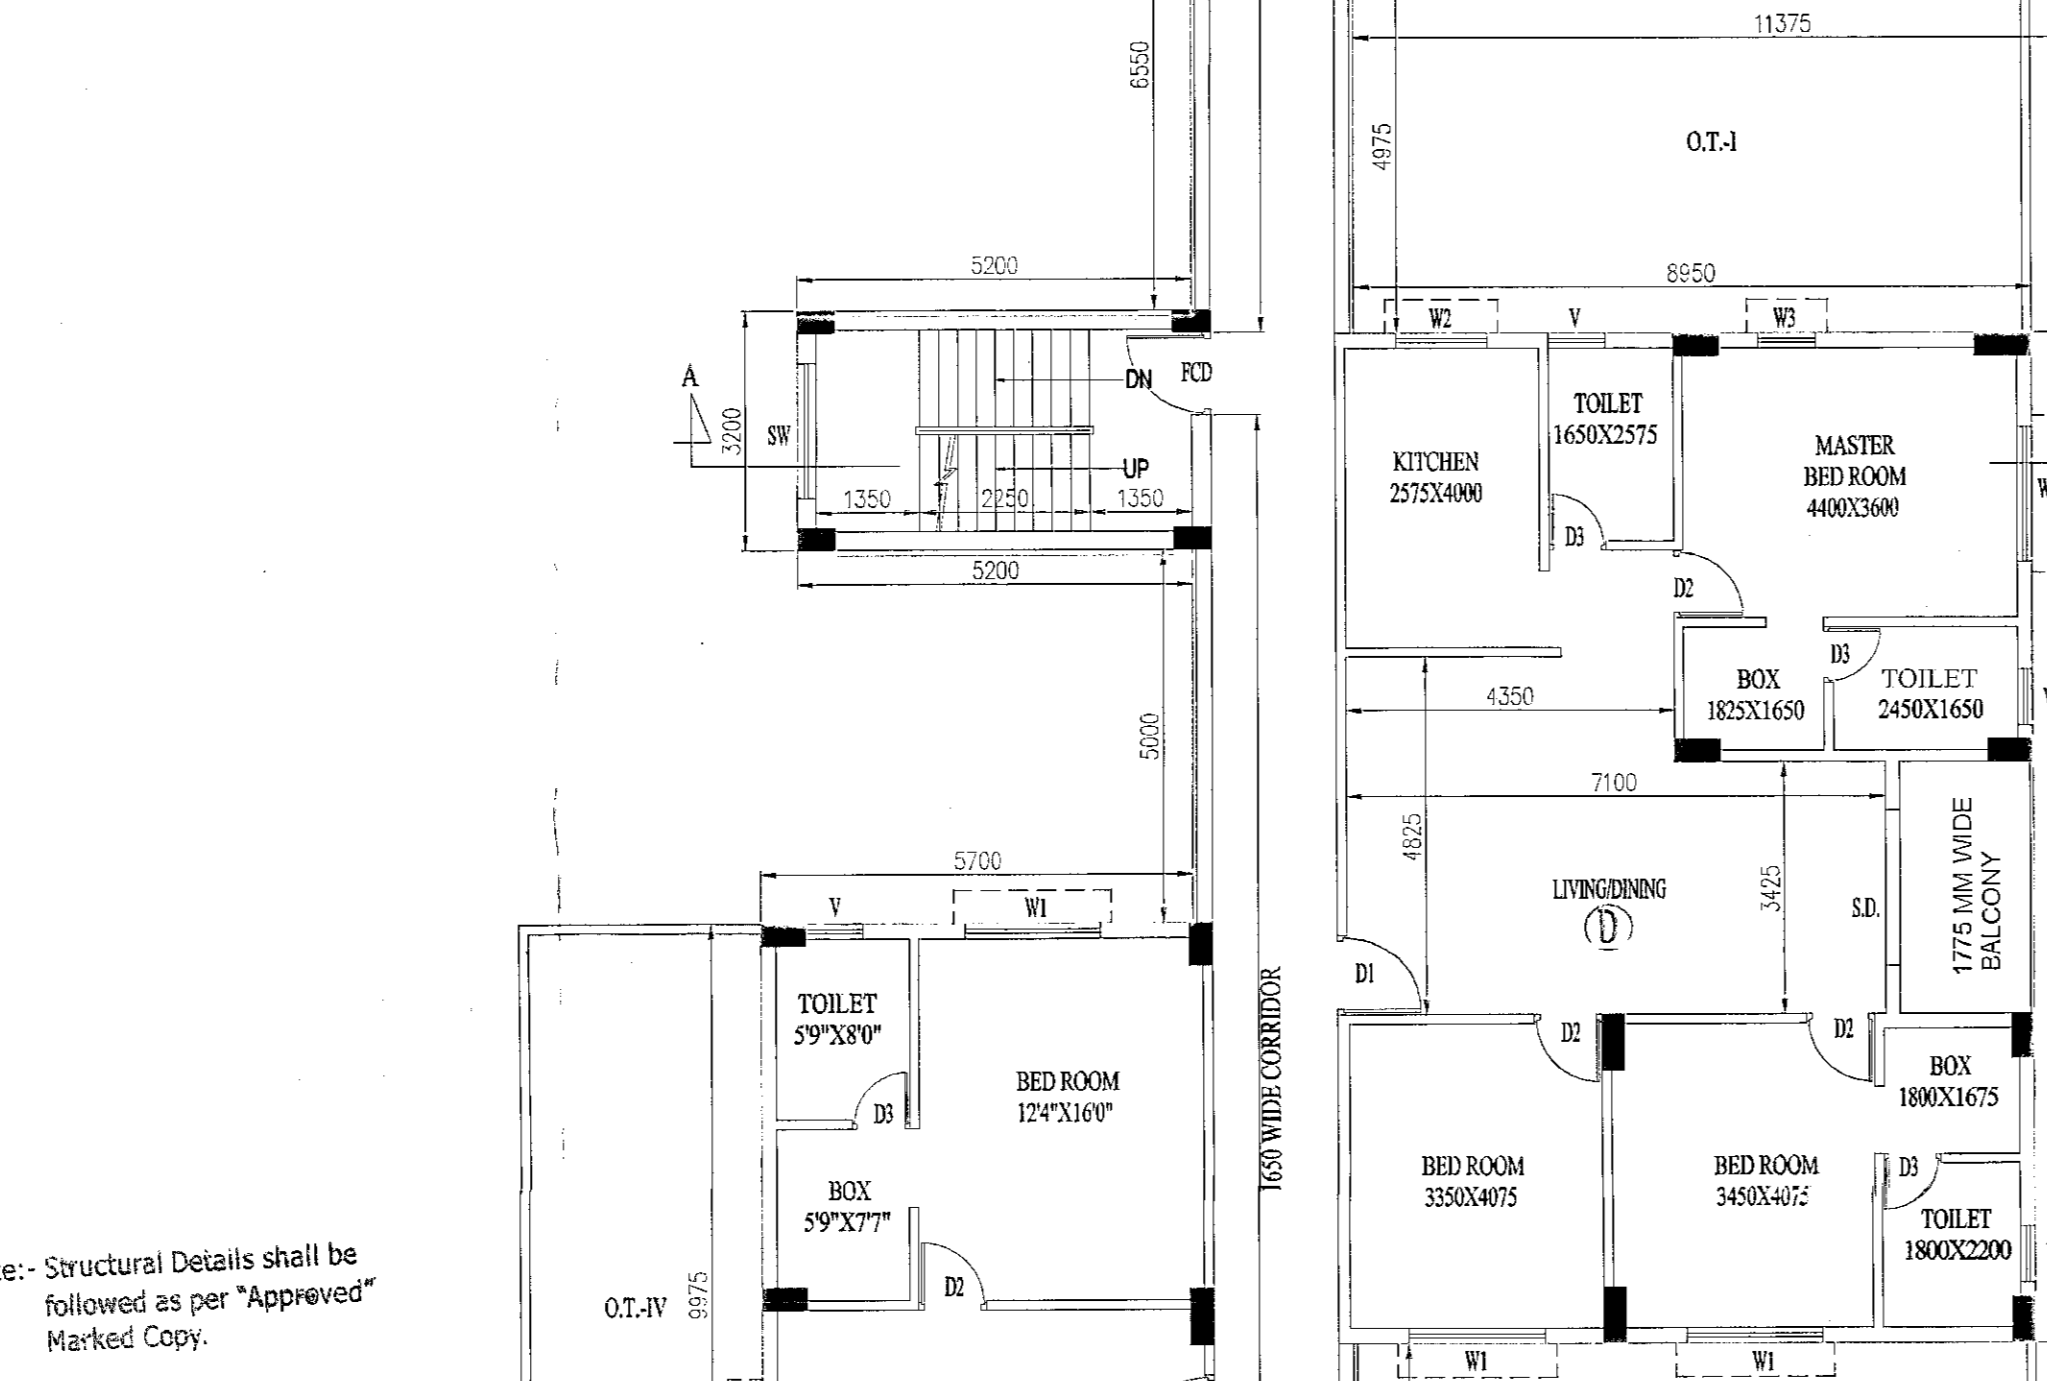 11375
6550
4975
O.T.-I
5200
8950
W2
V
W3
A
3200
SW
DN
FCD
UP
1350
2250
1350
5200
TOILET
1650X2575
KITCHEN
2575X4000
MASTER
BED ROOM
4400X3600
D3
D2
D3
BOX
1825X1650
TOILET
2450X1650
4350
5000
7100
4825
3425
LIVING/DINING
D
S.D.
1775 MM WIDE
BALCONY
5700
V
W1
D1
TOILET
5'9"X8'0"
BED ROOM
12'4"X16'0"
D3
1650 WIDE CORRIDOR
D2
D2
BOX
1800X1675
BED ROOM
3350X4075
BED ROOM
3450X4075
D3
BOX
5'9"X7'7"
TOILET
1800X2200
D2
O.T.-IV
9975
W1
W1
:- Structural Details shall be
followed as per "Approved"
Marked Copy.